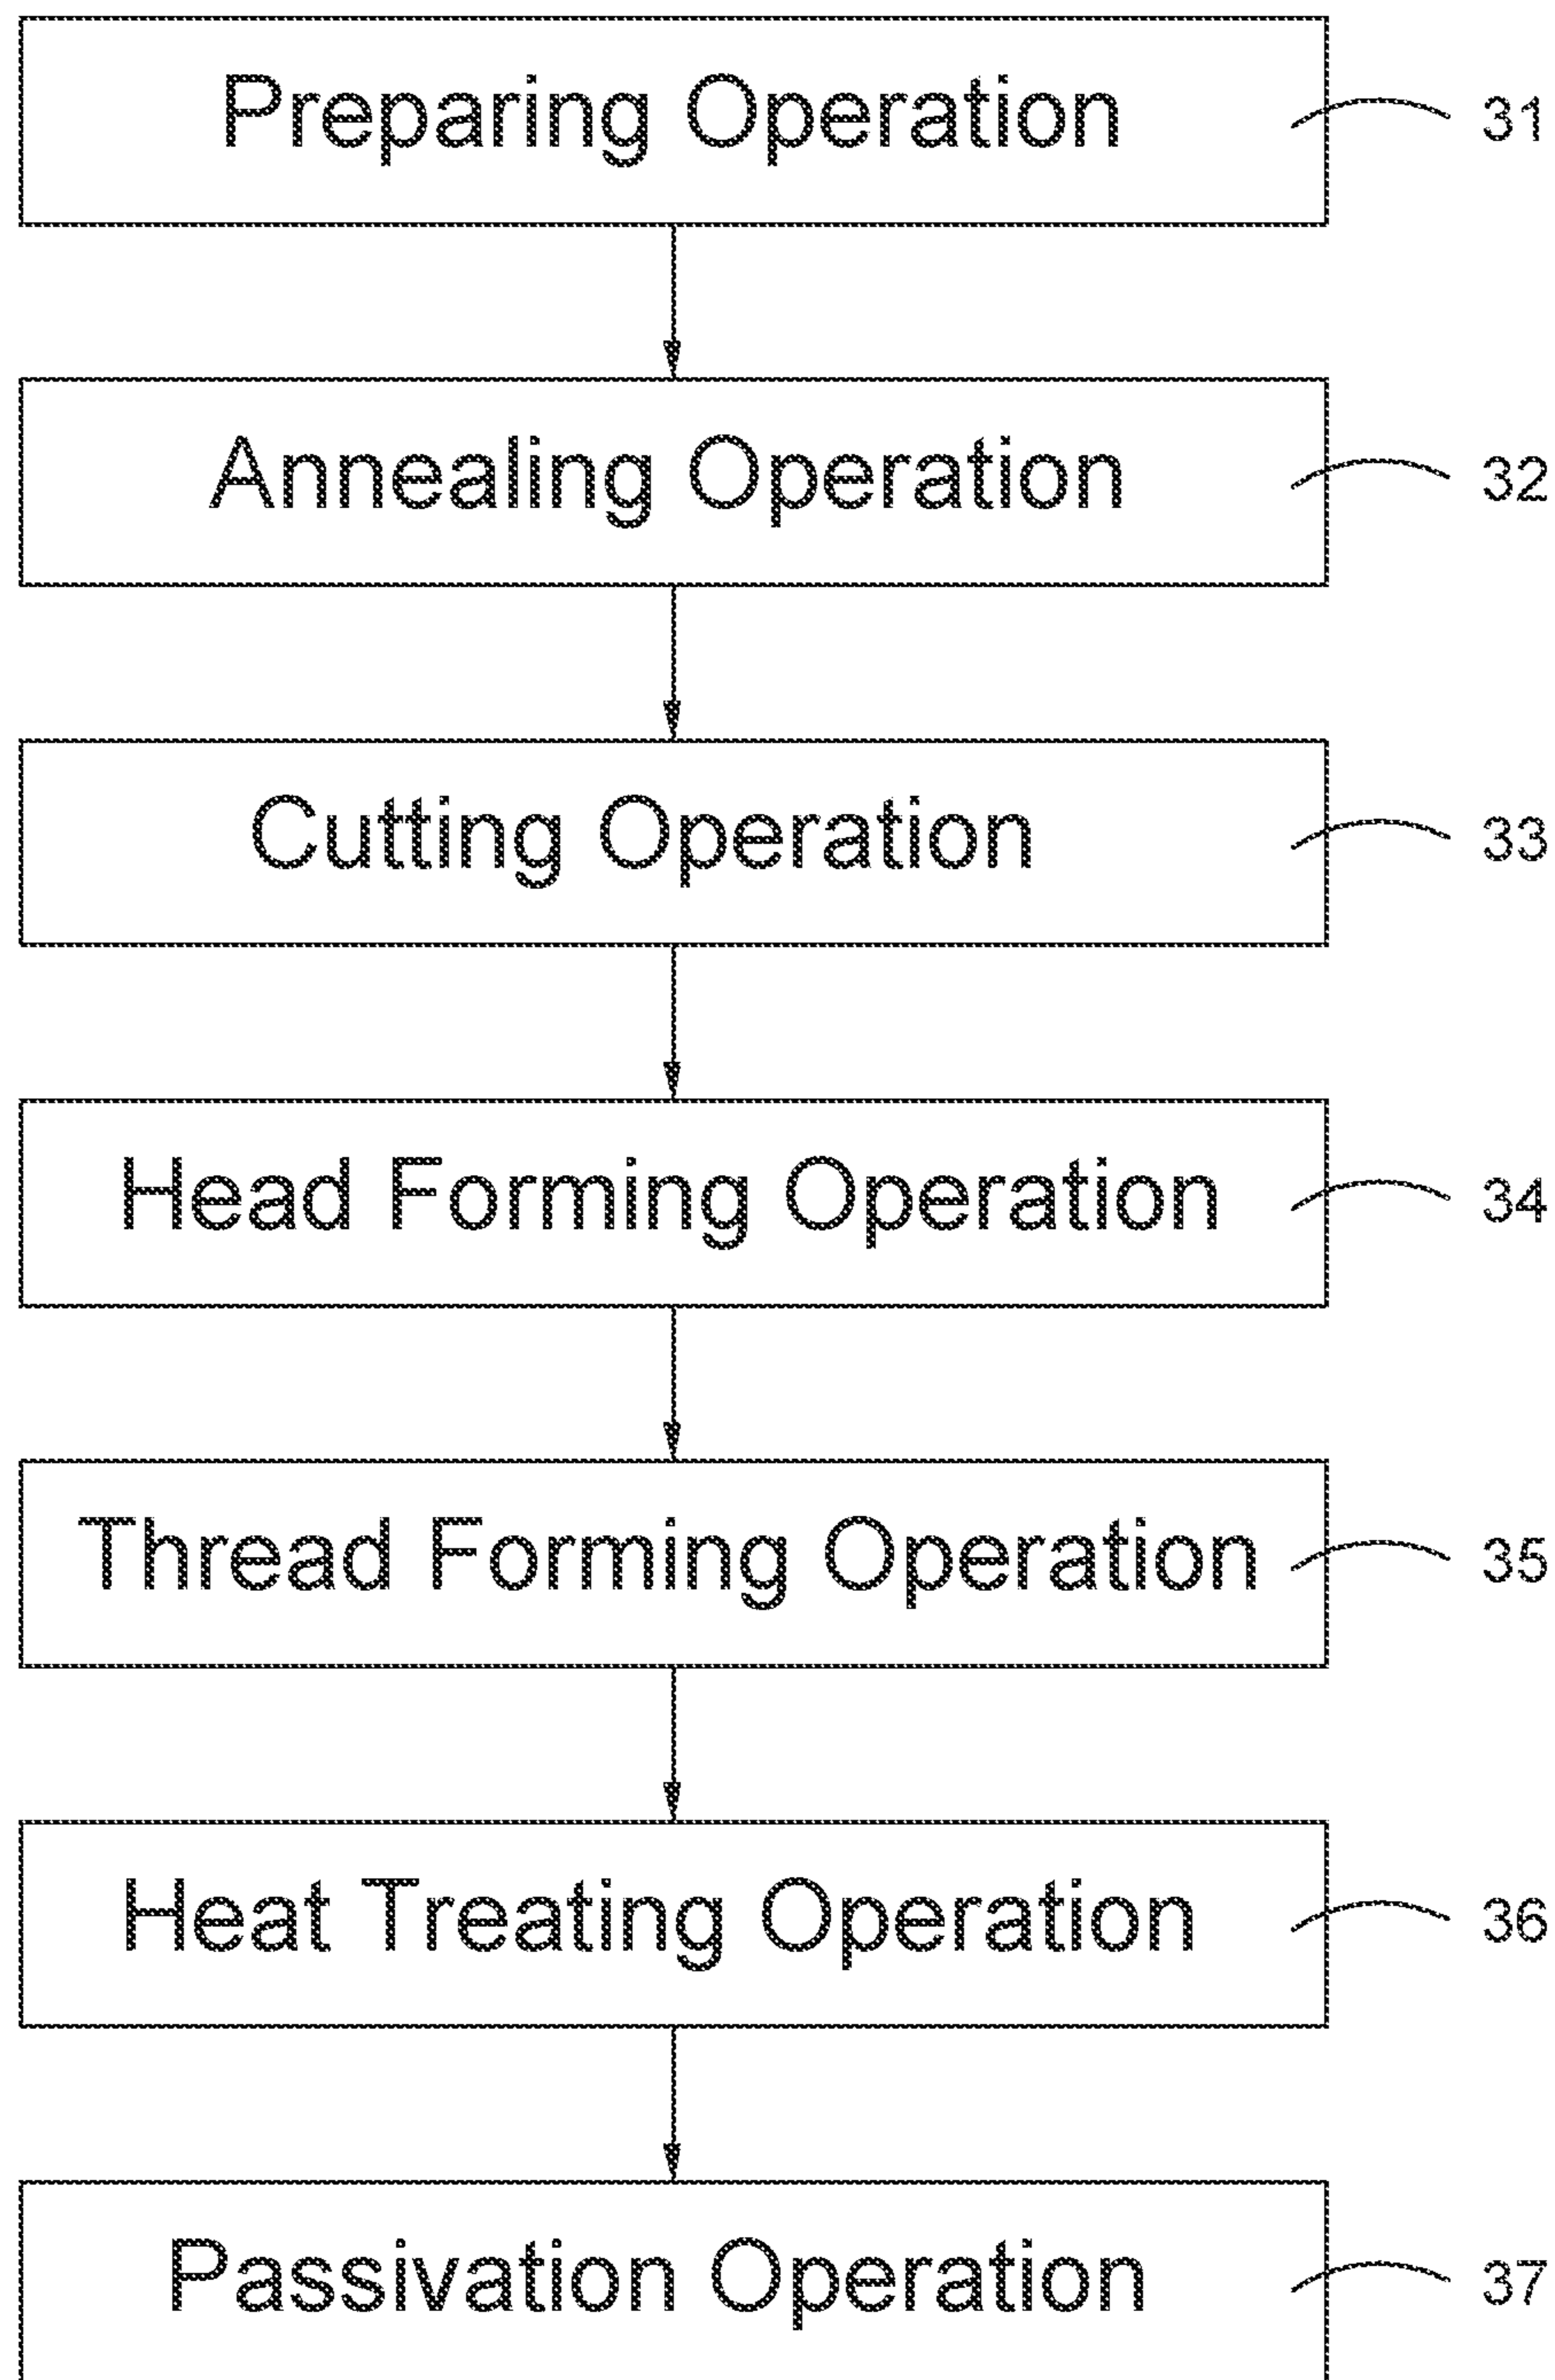 Preparing Operation 31
Annealing Operation 32
Cutting Operation 33
Head Forming Operation 34
Thread Forming Operation 35
Heat Treating Operation 36
Passivation Operation 37